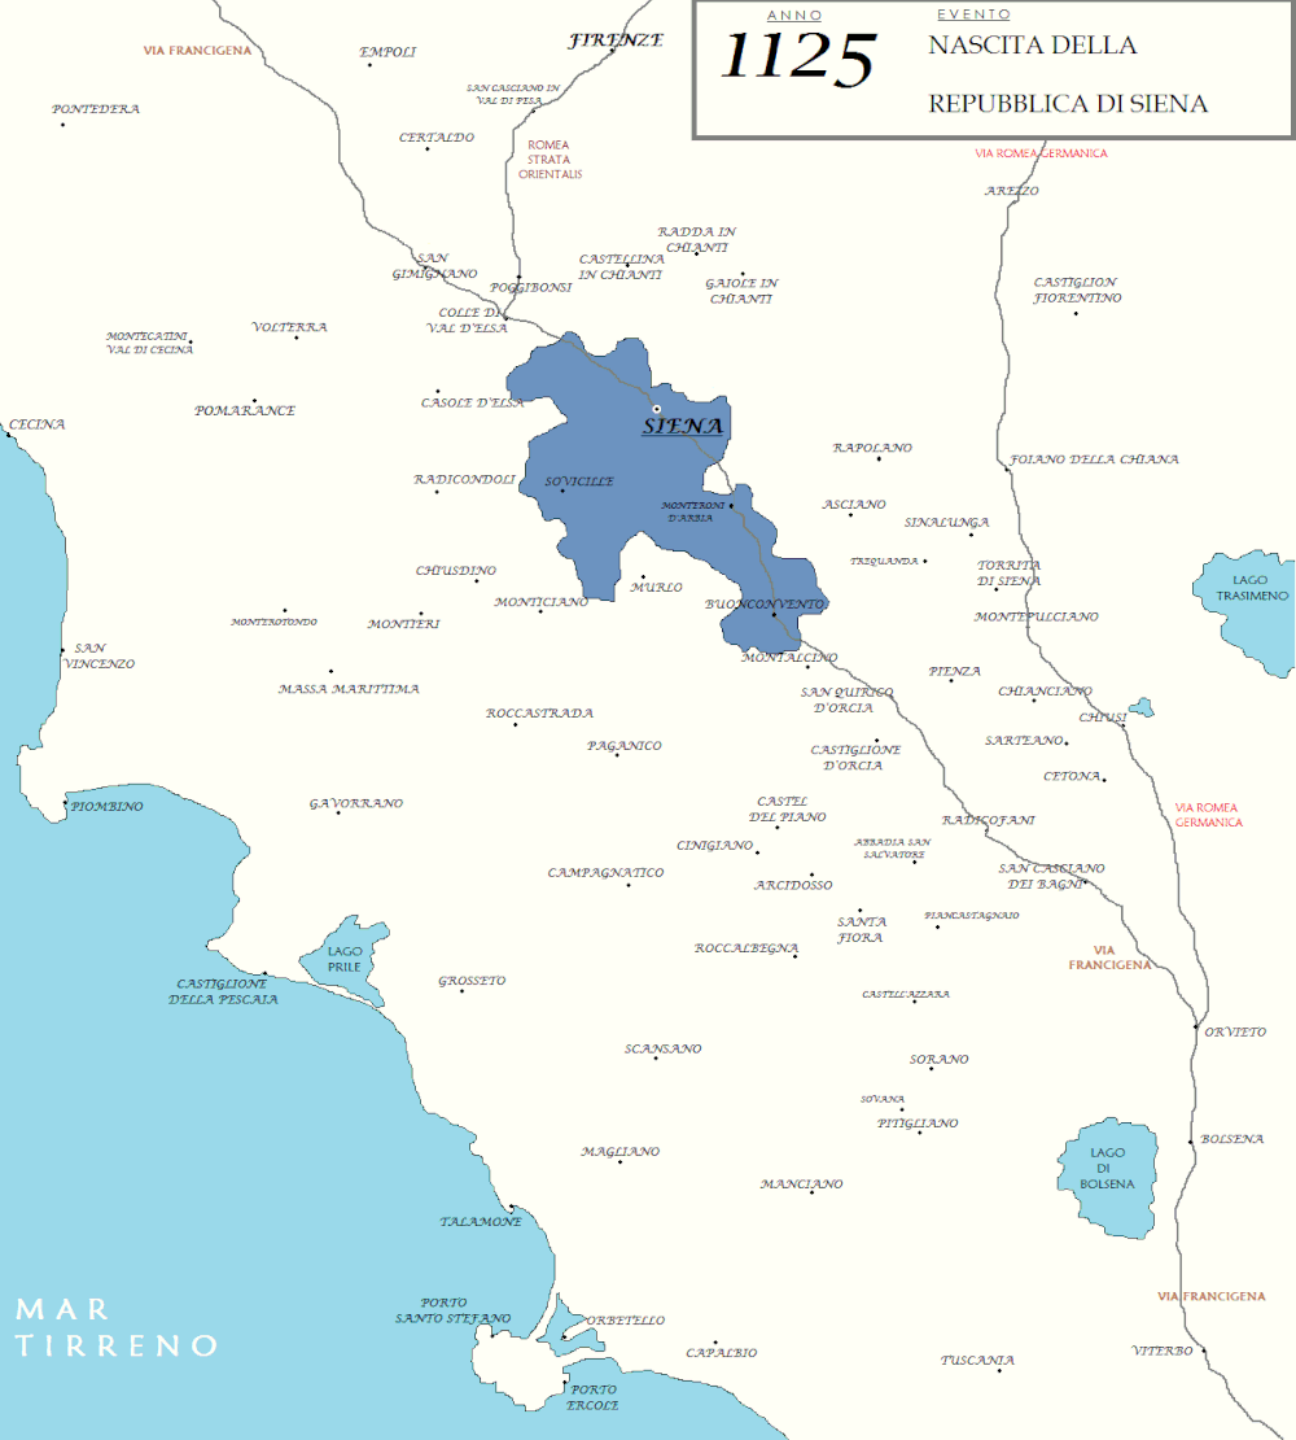 ANNO
1125
EVENTO
NASCITA DELLA
REPUBBLICA DI SIENA
VIA FRANCIGENA
EMPOLI
FIRENZE
PONTEDERA
SAN CASCIANO IN
VAL DI PESA
CERTALDO
ROMEA
STRATA
ORIENTALIS
VIA ROMEA GERMANICA
AREZZO
RADDA IN
CHIANTI
SAN
GIMIGNANO
CASTELLINA
IN CHIANTI
POGGIBONSI
GAIOLE IN
CHIANTI
CASTIGLION
FIORENTINO
COLLE DI
VAL D'ELSA
VOLTERRA
MONTECATINI
VAL DI CECINA
POMARANCE
CASOLE D'ELSA
CECINA
SIENA
RAPOLANO
FOIANO DELLA CHIANA
RADICONDOLI
SOVICILLE
MONTERONI
D'ARBIA
ASCIANO
SINALUNGA
TREQUANDA
TORRITA
DI SIENA
CHIUSDINO
MURLO
MONTICIANO
BUONCONVENTO
MONTEPULCIANO
LAGO
TRASIMENO
MONTEROTONDO
MONTIERI
SAN
VINCENZO
MONTALCINO
PIENZA
MASSA MARITTIMA
SAN QUIRICO
D'ORCIA
CHIANCIANO
ROCCASTRADA
CHIUSI
PAGANICO
CASTIGLIONE
D'ORCIA
SARTEANO
CETONA
PIOMBINO
GAVORRANO
CASTEL
DEL PIANO
VIA ROMEA
GERMANICA
RADICOFANI
CINIGIANO
ABBADIA SAN
SALVATORE
CAMPAGNATICO
ARCIDOSSO
SAN CASCIANO
DEI BAGNI
SANTA
FIORA
PIANCASTAGNAIO
LAGO
PRILE
ROCCALBEGNA
VIA
FRANCIGENA
CASTIGLIONE
DELLA PESCAIA
GROSSETO
CASTELL'AZZARA
ORVIETO
SCANSANO
SORANO
SOVANA
PITIGLIANO
BOLSENA
MAGLIANO
LAGO
DI
BOLSENA
MANCIANO
TALAMONE
VIA FRANCIGENA
MAR
TIRRENO
PORTO
SANTO STEFANO
ORBETELLO
CAPALBIO
VITERBO
TUSCANIA
PORTO
ERCOLE